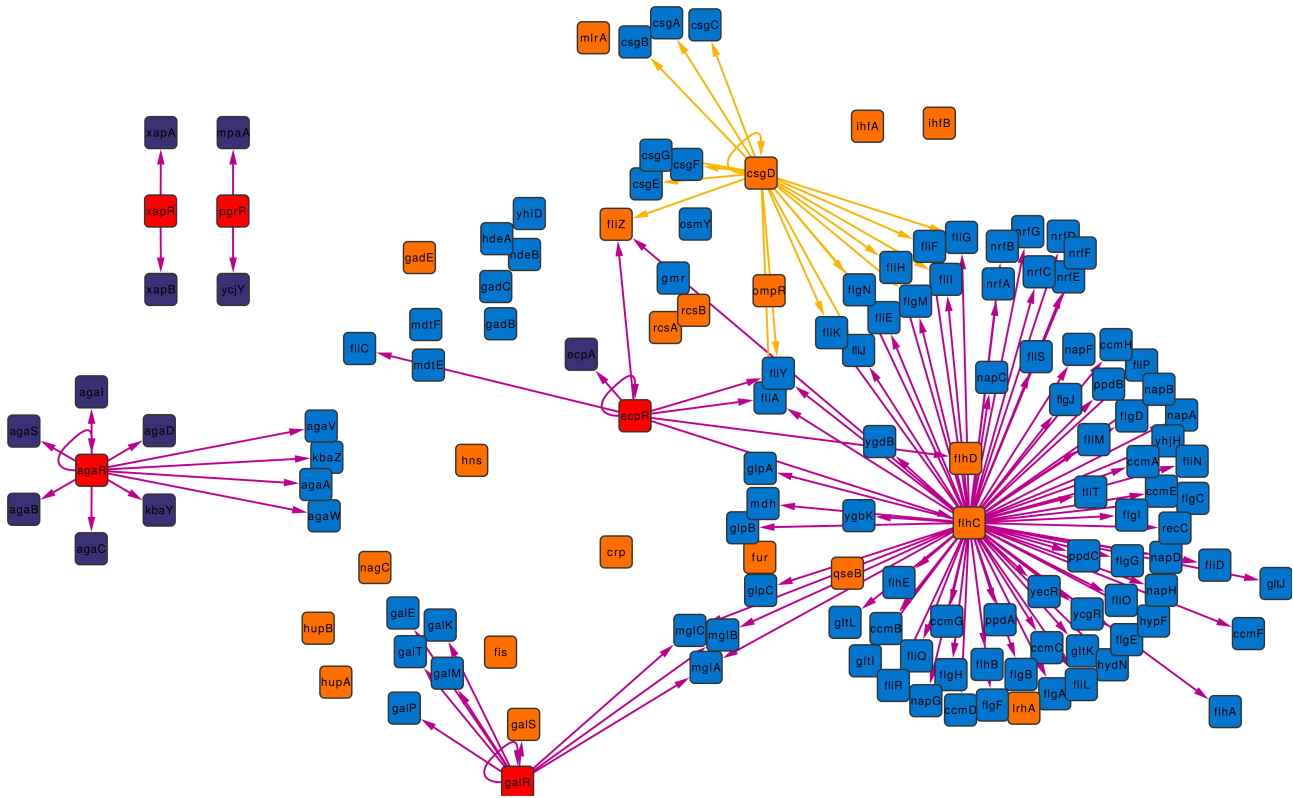 csgA
csgC
csgB
mlrA
ihfA
ihfB
xapA
mpaA
csgG
csgF
csgD
csgE
xapR
pgrR
yhiD
fliZ
osmY
hdeA
hdeB
gadE
fliF
fliG
nrfB
nrfG
nrfD
nrfF
fliH
fliI
nrfA
nrfC
nrfE
xapB
ycjY
gadC
gmr
ompR
flgN
flgM
rcsB
rcsA
fliE
mdtF
gadB
fliK
fliJ
fliC
mdtE
ecpA
fliY
fliA
napC
fliS
napF
ccmH
fliP
ppdB
napB
flgJ
flgD
napA
agaI
agaS
agaD
agaR
agaB
kbaY
agaC
agaV
kbaZ
agaA
agaW
ecpR
hns
ygdB
flhD
fliM
yhjH
ccmA
fliN
glpA
fliT
ccmE
flgC
mdh
glpB
ygbK
flhC
flgI
recC
crp
fur
nagC
qseB
glpC
flhE
ppdC
flgG
napD
fliD
gltJ
yecR
napH
fliO
ycgR
hypF
galE
galK
hupB
galT
fis
mglC
mglB
mglA
gltL
ccmB
ccmG
ppdA
ccmC
gltK
flgE
hydN
ccmF
hupA
galM
gltI
fliQ
fliR
flgH
flhB
flgB
flgA
fliL
galP
galS
napG
ccmD
flgF
lrhA
flhA
galR